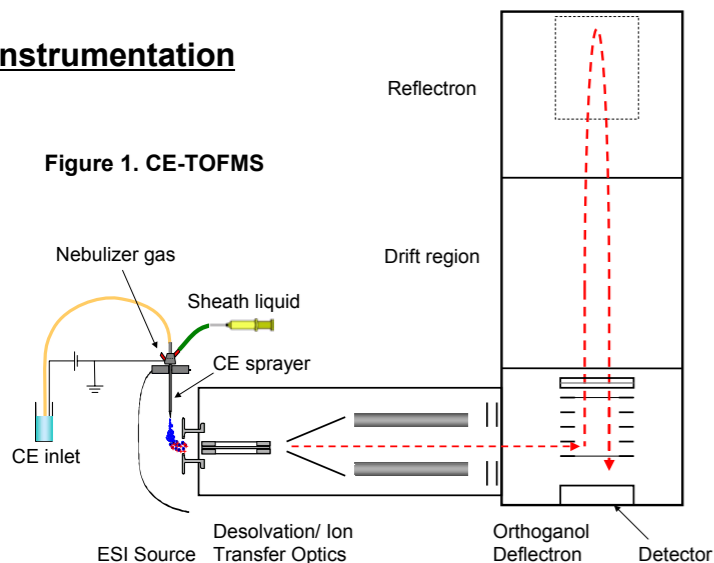 nstrumentation
Reflectron
Figure 1. CE-TOFMS
Nebulizer gas
Drift region
Sheath liquid
CE sprayer
CE inlet
ESI Source
Desolvation/ Ion
Transfer Optics
Orthoganol
Deflectron
Detector